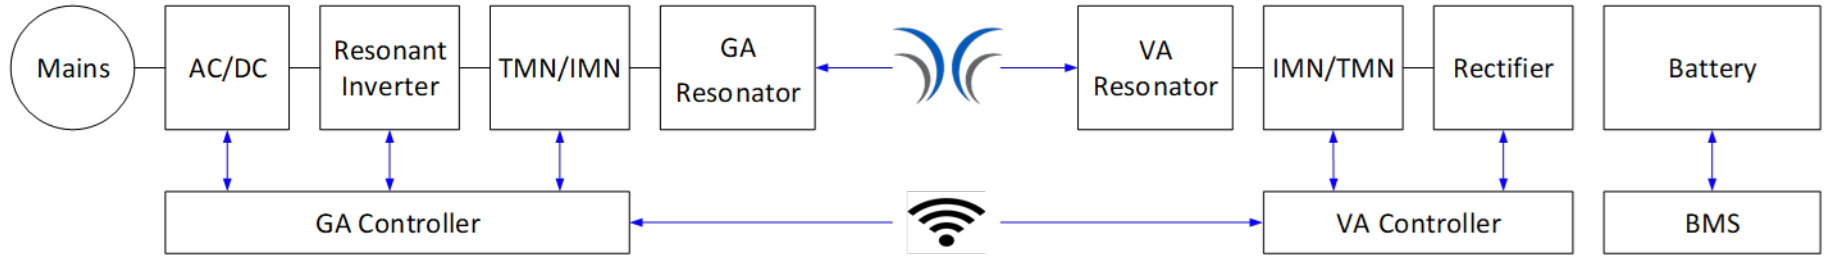 Mains
AC/DC
Resonant
Inverter
TMN/IMN
GA
Resonator
VA
Resonator
IMN/TMN
Rectifier
Battery
GA Controller
VA Controller
BMS